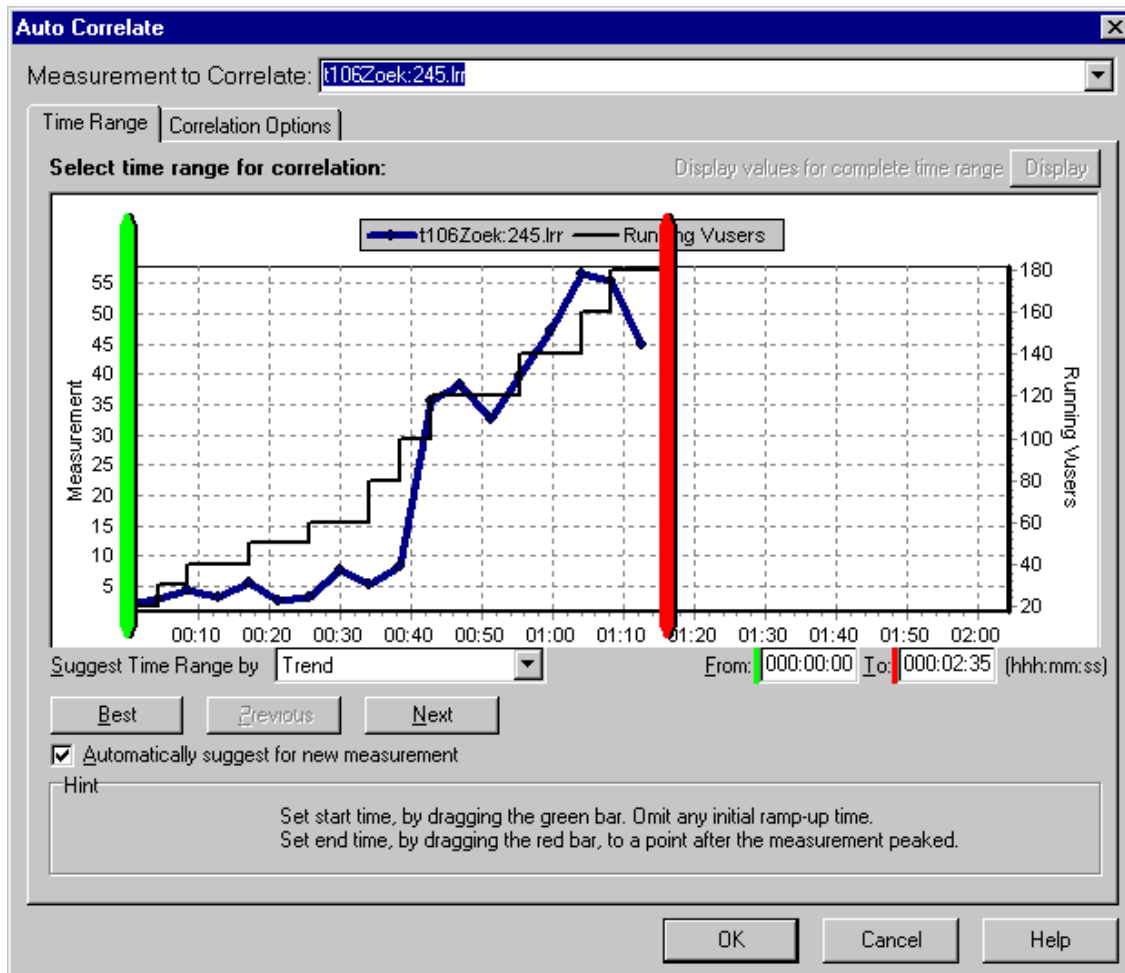 Auto Correlate
Measurement to Correlate: t106Zoek:245.lrr
Time Range Correlation Options
Select time range for correlation: Display values for complete time range Display
t106Zoek:245.lrr Running Vusers
55 180
50 160
45
40 140
35 120
30 100
25 80
20
15 60
10 40
5 20
Measurement
Running Vusers
00:10 00:20 00:30 00:40 00:50 01:00 01:10 01:20 01:30 01:40 01:50 02:00
Suggest Time Range by Trend From: 000:00:00 To: 000:02:35 (hhh:mm:ss)
Best Previous Next
Automatically suggest for new measurement
Hint
Set start time, by dragging the green bar. Omit any initial ramp-up time.
Set end time, by dragging the red bar, to a point after the measurement peaked.
OK Cancel Help